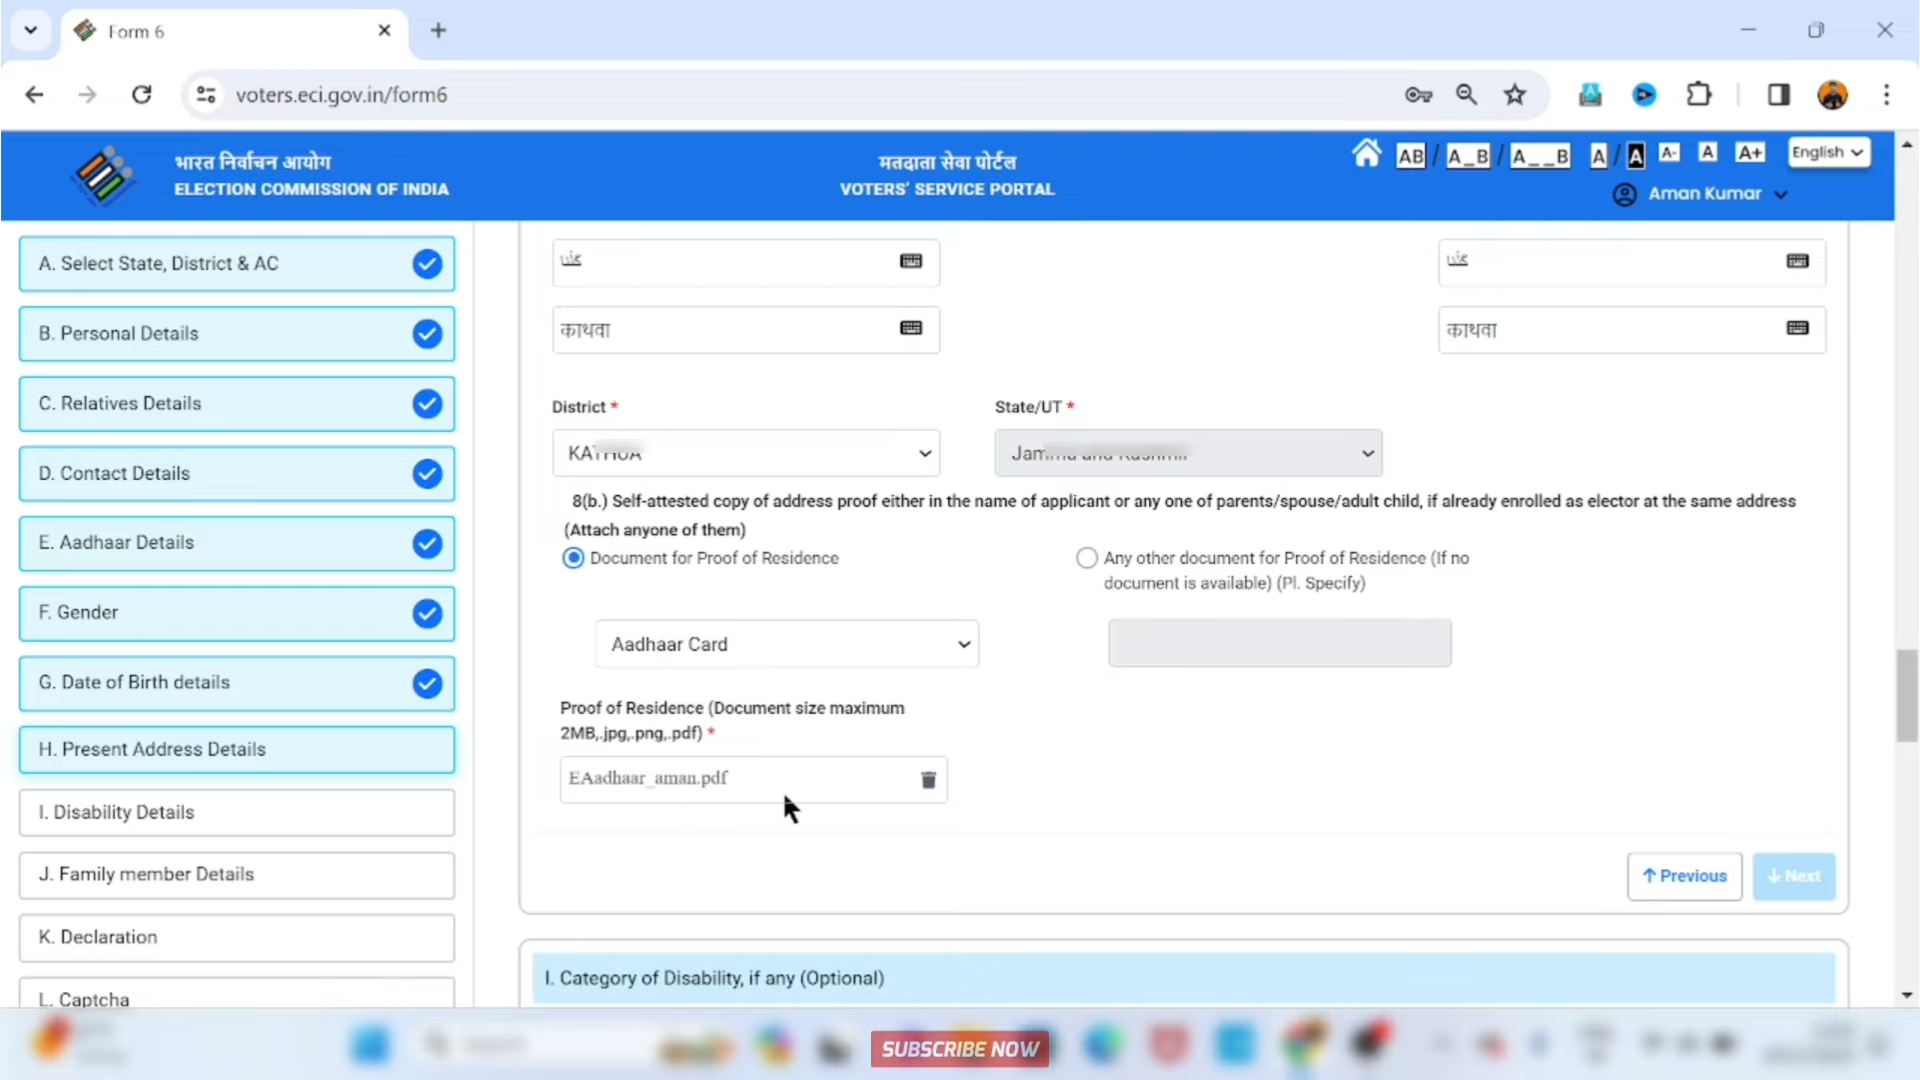 Form 6
voters.eci.gov.in/form6
भारत निर्वाचन आयोग
ELECTION COMMISSION OF INDIA
मतदाता सेवा पोर्टल
VOTERS' SERVICE PORTAL
AB / A_B / A__B A / A A- A A+ English
Aman Kumar
A. Select State, District & AC
B. Personal Details
C. Relatives Details
D. Contact Details
E. Aadhaar Details
F. Gender
G. Date of Birth details
H. Present Address Details
I. Disability Details
J. Family member Details
K. Declaration
L. Captcha
काथवा
काथवा
District *
State/UT *
KATHUA
Jammu and Kashmir
8(b.) Self-attested copy of address proof either in the name of applicant or any one of parents/spouse/adult child, if already enrolled as elector at the same address
(Attach anyone of them)
Document for Proof of Residence
Any other document for Proof of Residence (If no
document is available) (Pl. Specify)
Aadhaar Card
Proof of Residence (Document size maximum
2MB,.jpg,.png,.pdf) *
EAadhaar_aman.pdf
Previous
Next
I. Category of Disability, if any (Optional)
SUBSCRIBE NOW